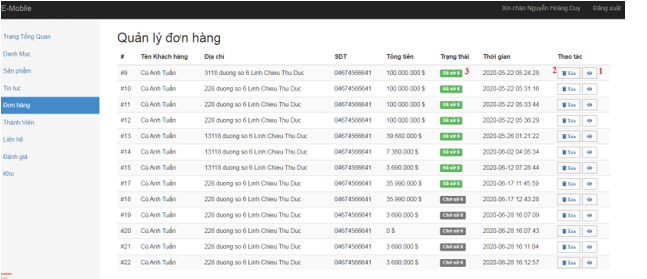 E-Moblie Xin chào Nguyễn Hoàng Duy Đăng xuất
Trang Tổng Quan
Danh Mục
Sản phẩm
Tin tuc
Đơn hàng
Thành Viên
Liên hệ
Đánh giá
Kho
Quản lý đơn hàng
# Tên Khách hàng Địa chỉ SĐT Tổng tiền Trạng thái Thời gian Thao tác
#9 Cù Anh Tuấn 3118 duong so 6 Linh Chieu Thu Duc 04674566641 100.000.000 $ Đã xử lí 3 2020-05-22 05:24:28 2 Xóa 1
#10 Cù Anh Tuấn 228 duong so 6 Linh Chieu Thu Duc 04674566641 100.000.000 $ Đã xử lí 2020-05-22 05:31:16 Xóa
#11 Cù Anh Tuấn 228 duong so 6 Linh Chieu Thu Duc 04674566641 100.000.000 $ Đã xử lí 2020-05-22 05:33:44 Xóa
#12 Cù Anh Tuấn 228 duong so 6 Linh Chieu Thu Duc 04674566641 100.000.000 $ Đã xử lí 2020-05-22 05:36:29 Xóa
#13 Cù Anh Tuấn 13118 duong so 6 Linh Chieu Thu Duc 04674566641 39.680.000 $ Đã xử lí 2020-05-26 01:21:22 Xóa
#14 Cù Anh Tuấn 13118 duong so 6 Linh Chieu Thu Duc 04674566641 7.380.000 $ Đã xử lí 2020-06-02 04:05:34 Xóa
#15 Cù Anh Tuấn 13118 duong so 6 Linh Chieu Thu Duc 04674566641 3.690.000 $ Đã xử lí 2020-06-12 07:28:44 Xóa
#17 Cù Anh Tuấn 228 duong so 6 Linh Chieu Thu Duc 04674566641 35.990.000 $ Đã xử lí 2020-06-17 11:45:59 Xóa
#18 Cù Anh Tuấn 228 duong so 6 Linh Chieu Thu Duc 04674566641 35.990.000 $ Chờ xử lí 2020-06-17 12:43:28 Xóa
#19 Cù Anh Tuấn 228 duong so 6 Linh Chieu Thu Duc 04674566641 3.690.000 $ Chờ xử lí 2020-06-28 16:07:09 Xóa
#20 Cù Anh Tuấn 228 duong so 6 Linh Chieu Thu Duc 04674566641 0 $ Chờ xử lí 2020-06-28 16:07:43 Xóa
#21 Cù Anh Tuấn 228 duong so 6 Linh Chieu Thu Duc 04674566641 3.690.000 $ Chờ xử lí 2020-06-28 16:11:04 Xóa
#22 Cù Anh Tuấn 228 duong so 6 Linh Chieu Thu Duc 04674566641 3.690.000 $ Chờ xử lí 2020-06-28 16:12:57 Xóa